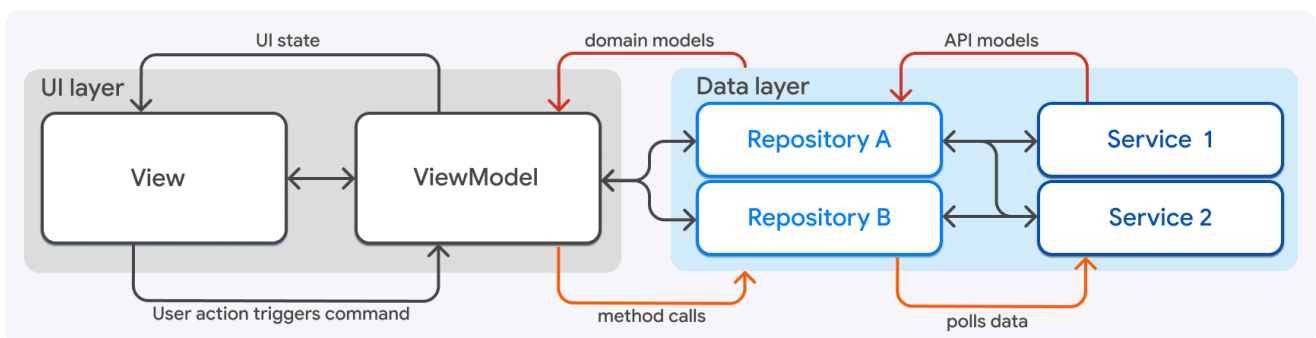 UI state
domain models
API models
UI layer
Data layer
View
ViewModel
Repository A
Service 1
Repository B
Service 2
User action triggers command
method calls
polls data